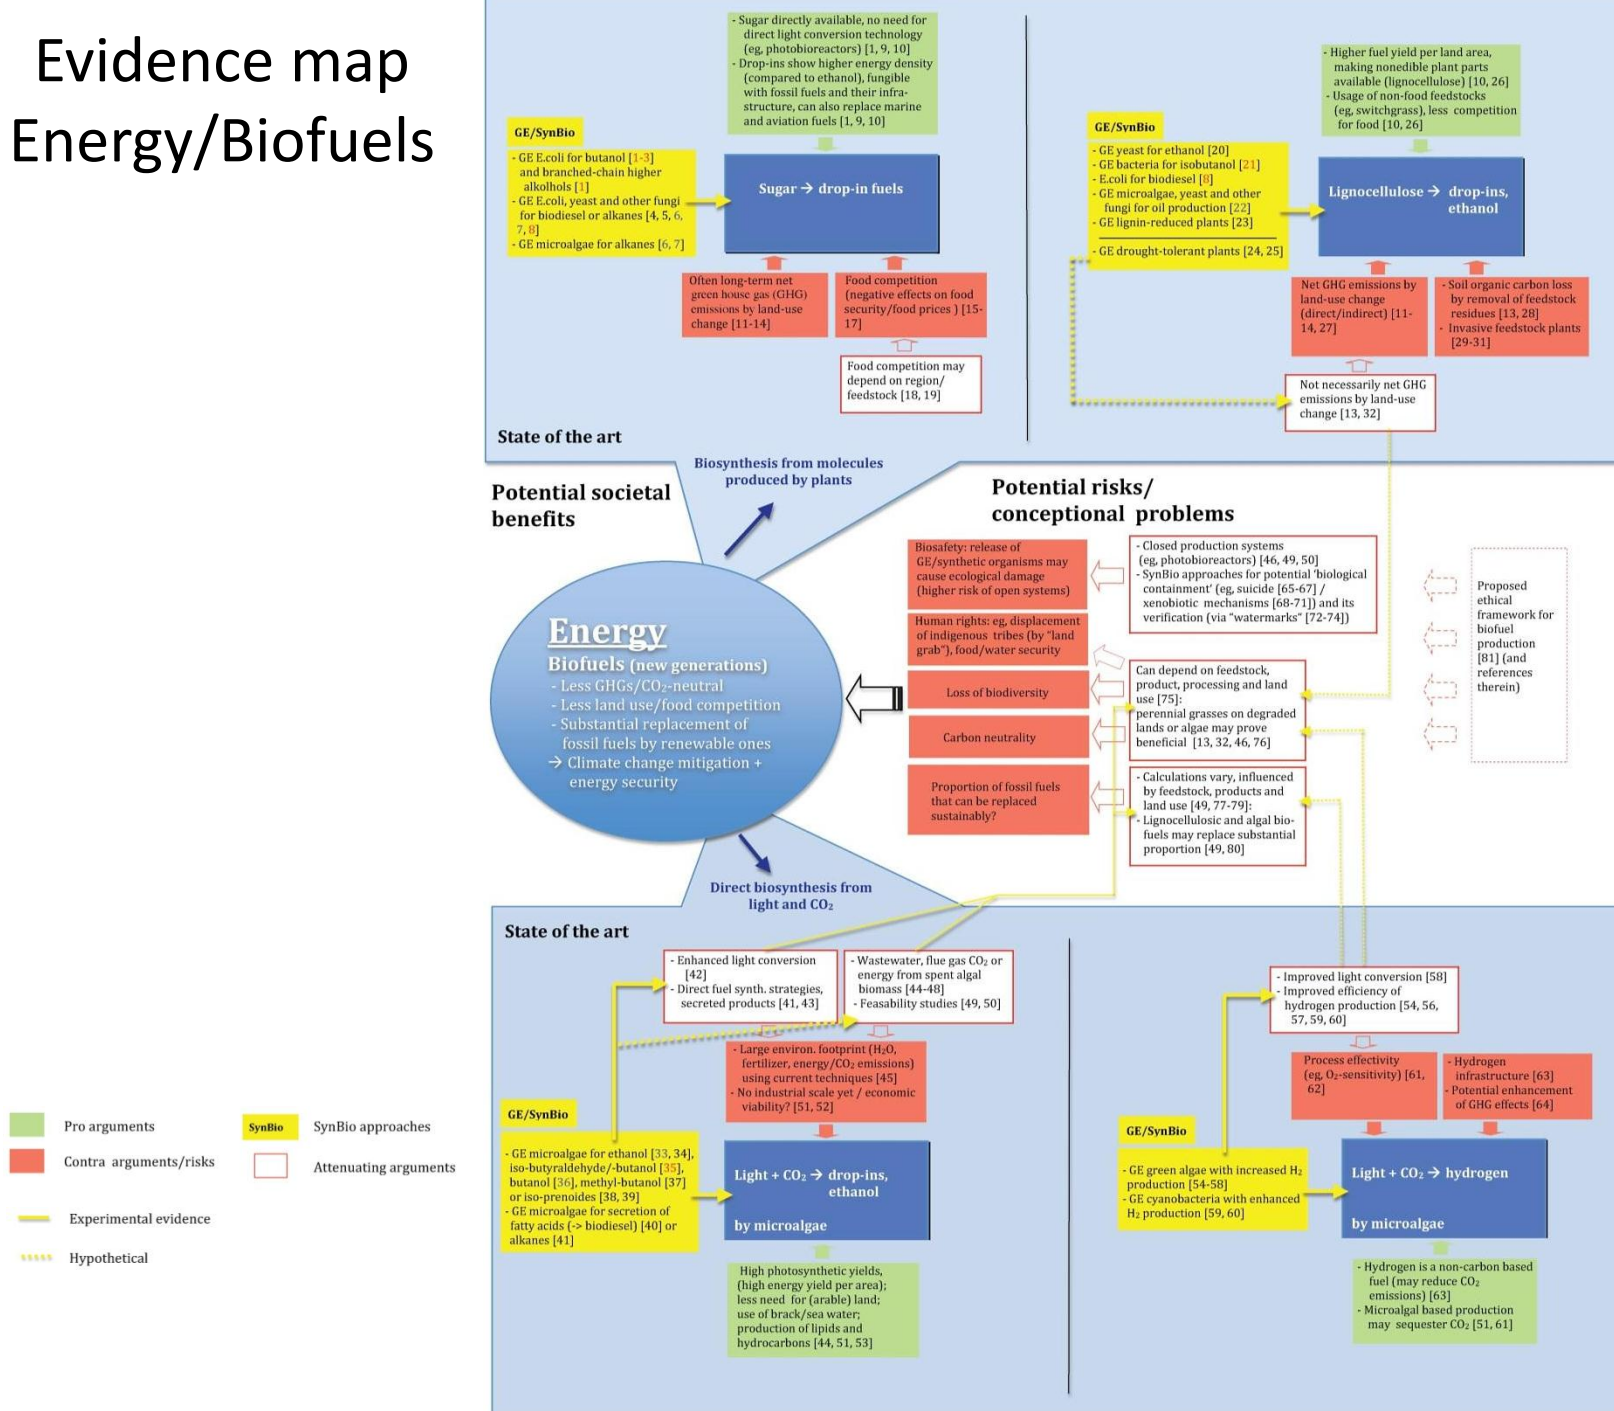 Evidence map
Energy/Biofuels
- Sugar directly available, no need for
direct light conversion technology
(eg, photobioreactors) [1, 9, 10]
- Drop-ins show higher energy density
(compared to ethanol), fungible
with fossil fuels and their infra-
structure, can also replace marine
and aviation fuels [1, 9, 10]
GE/SynBio
- GE E.coli for butanol [1-3]
and branched-chain higher
alkolhols [1]
- GE E.coli, yeast and other fungi
for biodiesel or alkanes [4, 5, 6,
7, 8]
- GE microalgae for alkanes [6, 7]
Sugar → drop-in fuels
Often long-term net
green house gas (GHG)
emissions by land-use
change [11-14]
Food competition
(negative effects on food
security/food prices ) [15-
17]
Food competition may
depend on region/
feedstock [18, 19]
State of the art
- Higher fuel yield per land area,
making nonedible plant parts
available (lignocellulose) [10, 26]
- Usage of non-food feedstocks
(eg, switchgrass), less competition
for food [10, 26]
GE/SynBio
- GE yeast for ethanol [20]
- GE bacteria for isobutanol [21]
- E.coli for biodiesel [8]
- GE microalgae, yeast and other
fungi for oil production [22]
- GE lignin-reduced plants [23]
- GE drought-tolerant plants [24, 25]
Lignocellulose → drop-ins,
ethanol
Net GHG emissions by
land-use change
(direct/indirect) [11-
14, 27]
- Soil organic carbon loss
by removal of feedstock
residues [13, 28]
- Invasive feedstock plants
[29-31]
Not necessarily net GHG
emissions by land-use
change [13, 32]
Biosynthesis from molecules
produced by plants
Potential societal
benefits
Potential risks/
conceptional problems
Energy
Biofuels (new generations)
- Less GHGs/CO₂-neutral
- Less land use/food competition
- Substantial replacement of
fossil fuels by renewable ones
→ Climate change mitigation +
energy security
Biosafety: release of
GE/synthetic organisms may
cause ecological damage
(higher risk of open systems)
Human rights: eg, displacement
of indigenous tribes (by "land
grab"), food/water security
Loss of biodiversity
Carbon neutrality
Proportion of fossil fuels
that can be replaced
sustainably?
- Closed production systems
(eg, photobioreactors) [46, 49, 50]
- SynBio approaches for potential 'biological
containment' (eg, suicide [65-67] /
xenobiotic mechanisms [68-71]) and its
verification (via "watermarks" [72-74])
Can depend on feedstock,
product, processing and land
use [75]:
perennial grasses on degraded
lands or algae may prove
beneficial [13, 32, 46, 76]
- Calculations vary, influenced
by feedstock, products and
land use [49, 77-79]:
- Lignocellulosic and algal bio-
fuels may replace substantial
proportion [49, 80]
Proposed
ethical
framework for
biofuel
production
[81] (and
references
therein)
Direct biosynthesis from
light and CO₂
State of the art
- Enhanced light conversion
[42]
- Direct fuel synth. strategies,
secreted products [41, 43]
- Wastewater, flue gas CO₂ or
energy from spent algal
biomass [44-48]
- Feasability studies [49, 50]
- Large environ. footprint (H₂O,
fertilizer, energy/CO₂ emissions)
using current techniques [45]
- No industrial scale yet / economic
viability? [51, 52]
GE/SynBio
- GE microalgae for ethanol [33, 34],
iso-butyraldehyde/-butanol [35],
butanol [36], methyl-butanol [37]
or iso-prenoides [38, 39]
- GE microalgae for secretion of
fatty acids (-> biodiesel) [40] or
alkanes [41]
Light + CO₂ → drop-ins,
ethanol
by microalgae
High photosynthetic yields,
(high energy yield per area);
less need for (arable) land;
use of brack/sea water;
production of lipids and
hydrocarbons [44, 51, 53]
- Improved light conversion [58]
- Improved efficiency of
hydrogen production [54, 56,
57, 59, 60]
Process effectivity
(eg, O₂-sensitivity) [61,
62]
- Hydrogen
infrastructure [63]
- Potential enhancement
of GHG effects [64]
GE/SynBio
- GE green algae with increased H₂
production [54-58]
- GE cyanobacteria with enhanced
H₂ production [59, 60]
Light + CO₂ → hydrogen
by microalgae
- Hydrogen is a non-carbon based
fuel (may reduce CO₂
emissions) [63]
- Microalgal based production
may sequester CO₂ [51, 61]
Pro arguments
SynBio
SynBio approaches
Contra arguments/risks
Attenuating arguments
Experimental evidence
Hypothetical